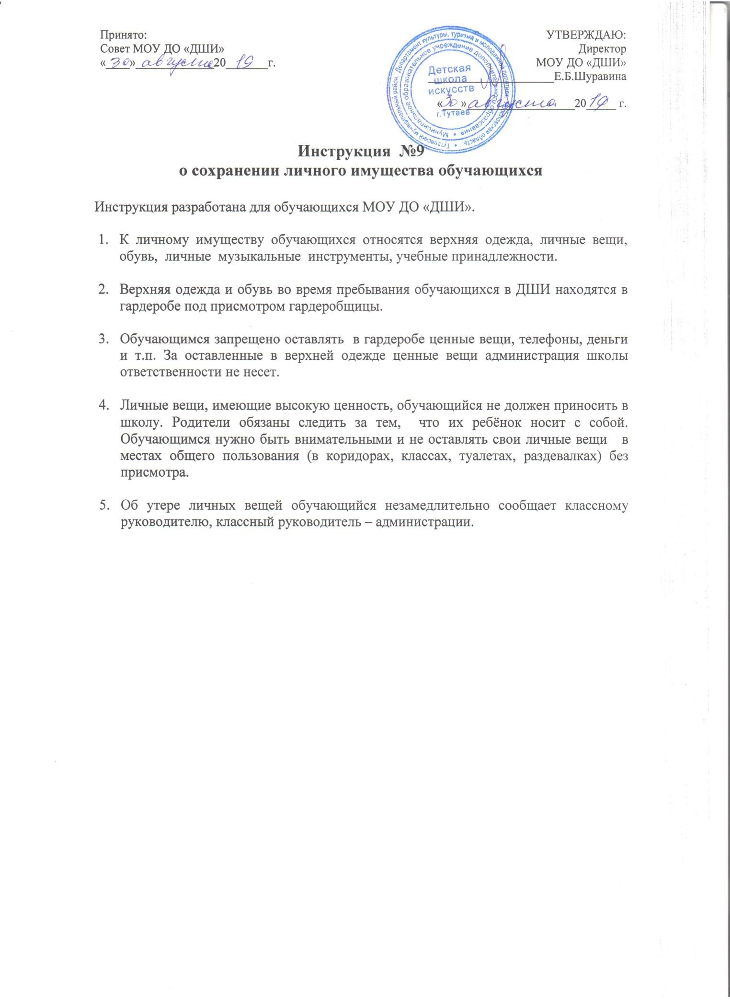 Принято:
Совет МОУ ДО «ДШИ»
«30» августа 2019 г.
УТВЕРЖДАЮ:
Директор
МОУ ДО «ДШИ»
Е.Б.Шуравина
«30» августа 2019 г.
Тутаевский муниципальный район. Департамент культуры, туризма и молодежной политики. Ярославская область.
Муниципальное образовательное учреждение дополнительного образования
Детская
школа
искусств
г.Тутаев
Инструкция №9
о сохранении личного имущества обучающихся
Инструкция разработана для обучающихся МОУ ДО «ДШИ».
1. К личному имуществу обучающихся относятся верхняя одежда, личные вещи,
обувь, личные музыкальные инструменты, учебные принадлежности.
2. Верхняя одежда и обувь во время пребывания обучающихся в ДШИ находятся в
гардеробе под присмотром гардеробщицы.
3. Обучающимся запрещено оставлять в гардеробе ценные вещи, телефоны, деньги
и т.п. За оставленные в верхней одежде ценные вещи администрация школы
ответственности не несет.
4. Личные вещи, имеющие высокую ценность, обучающийся не должен приносить в
школу. Родители обязаны следить за тем, что их ребёнок носит с собой.
Обучающимся нужно быть внимательными и не оставлять свои личные вещи в
местах общего пользования (в коридорах, классах, туалетах, раздевалках) без
присмотра.
5. Об утере личных вещей обучающийся незамедлительно сообщает классному
руководителю, классный руководитель – администрации.